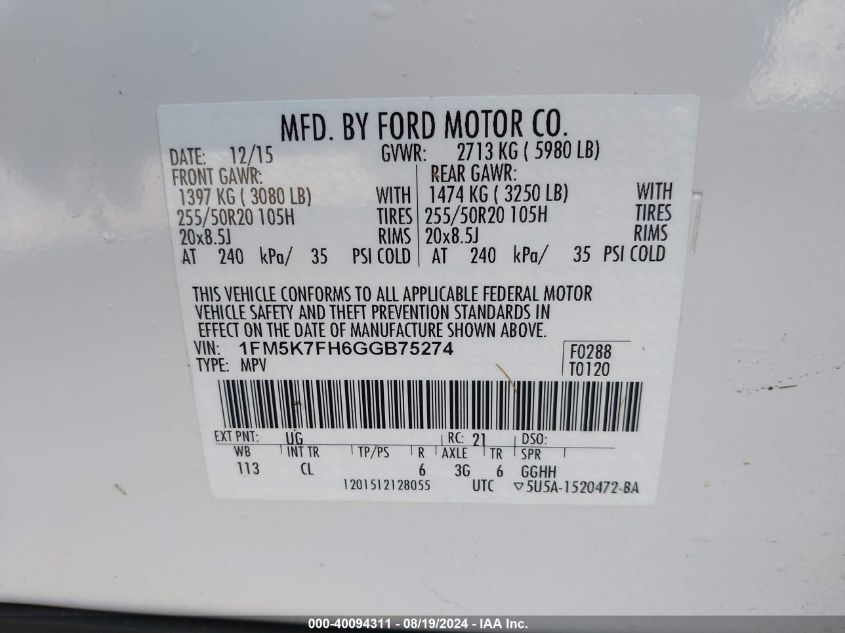 MFD. BY FORD MOTOR CO.
DATE: 12/15 GVWR: 2713 KG ( 5980 LB)
FRONT GAWR: REAR GAWR:
1397 KG ( 3080 LB) WITH 1474 KG ( 3250 LB) WITH
255/50R20 105H TIRES 255/50R20 105H TIRES
20x8.5J RIMS 20x8.5J RIMS
AT 240 kPa/ 35 PSI COLD AT 240 kPa/ 35 PSI COLD
THIS VEHICLE CONFORMS TO ALL APPLICABLE FEDERAL MOTOR
VEHICLE SAFETY AND THEFT PREVENTION STANDARDS IN
EFFECT ON THE DATE OF MANUFACTURE SHOWN ABOVE.
VIN: 1FM5K7FH6GGB75274 F0288
TYPE: MPV T0120
EXT PNT: UG RC: 21 DSO:
WB INT TR TP/PS R AXLE TR SPR
113 CL 6 3G 6 GGHH
1201512128055 UTC ▽5U5A-1520472-BA
000-40094311 - 08/19/2024 - IAA Inc.